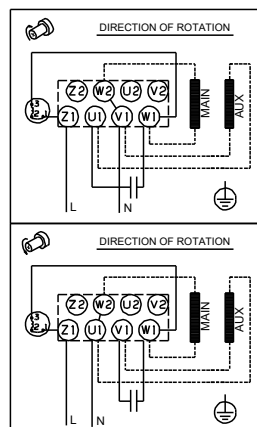 DIRECTION OF ROTATION
Z2 W2 U2 V2
Z1 U1 V1 W1
MAIN
AUX
L N
DIRECTION OF ROTATION
Z2 W2 U2 V2
Z1 U1 V1 W1
MAIN
AUX
L N